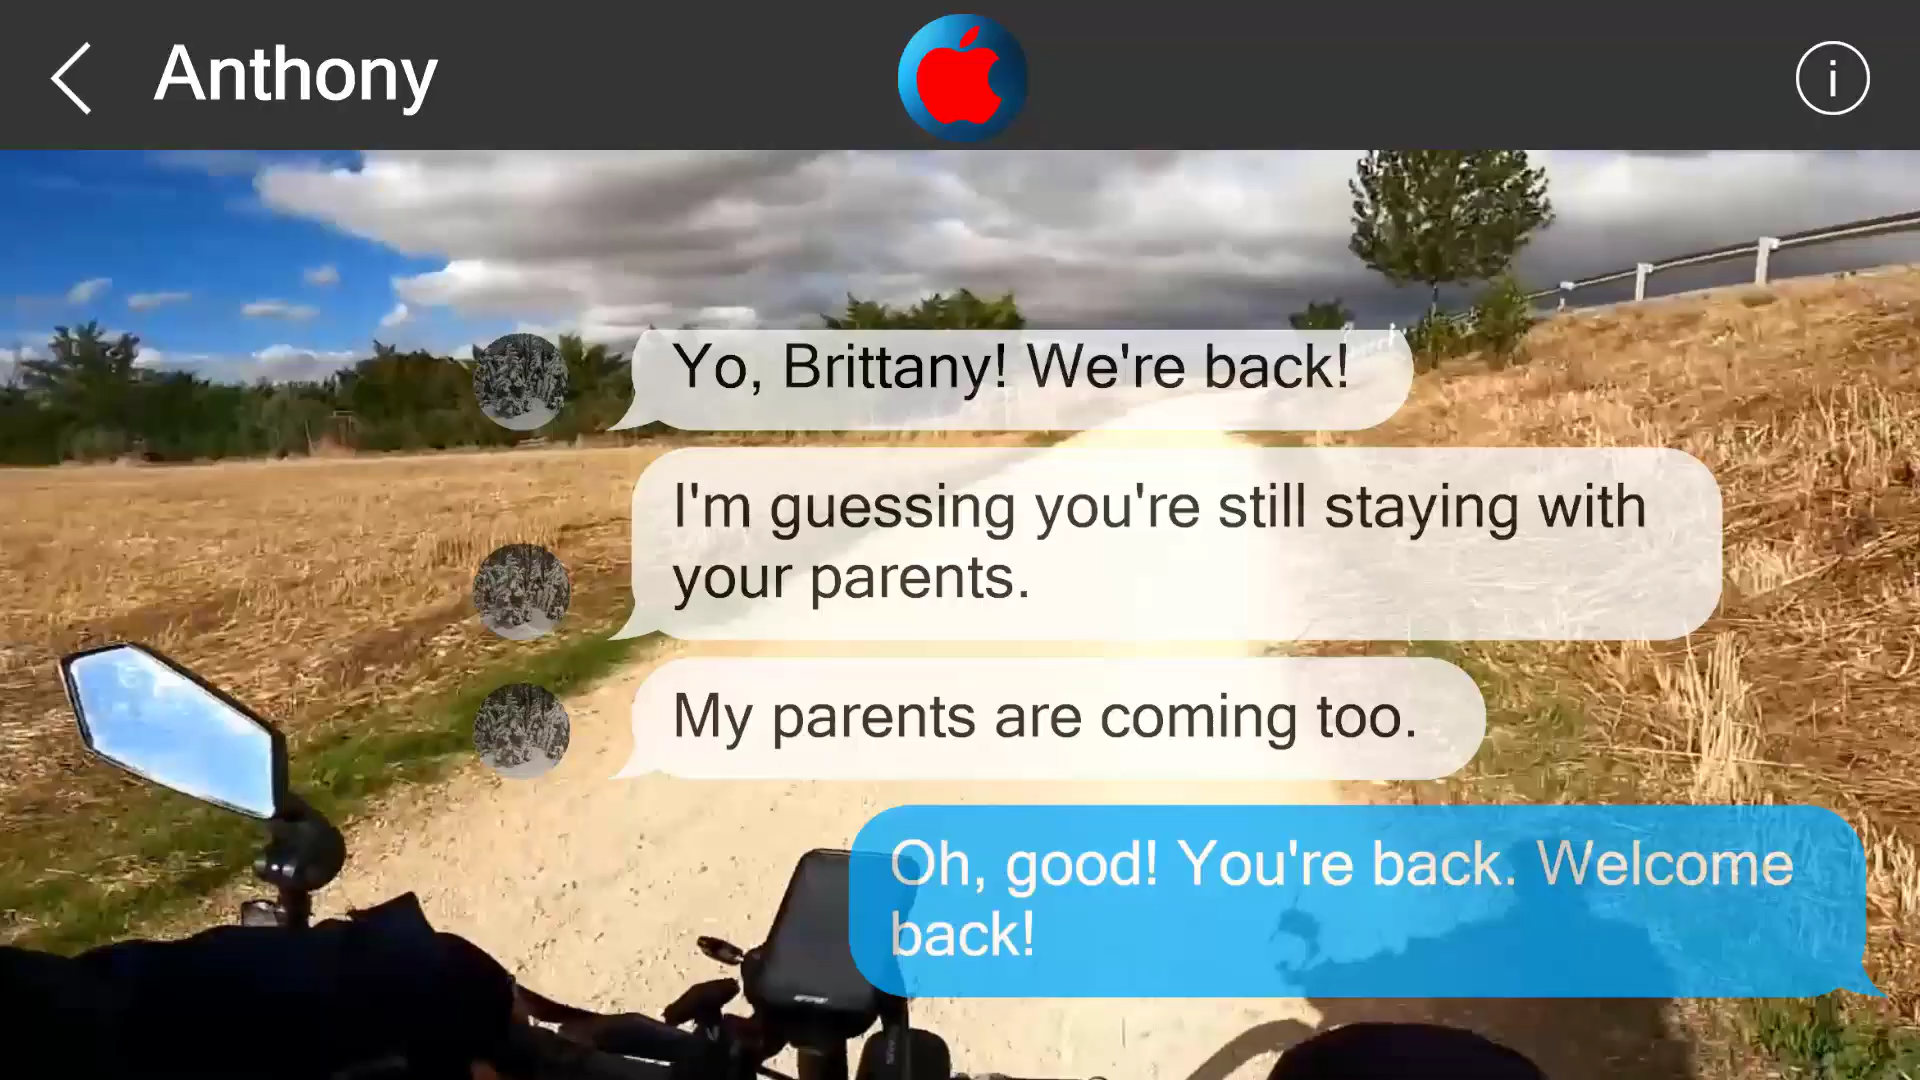 Anthony
Yo, Brittany! We're back!
I'm guessing you're still staying with
your parents.
My parents are coming too.
Oh, good! You're back. Welcome
back!